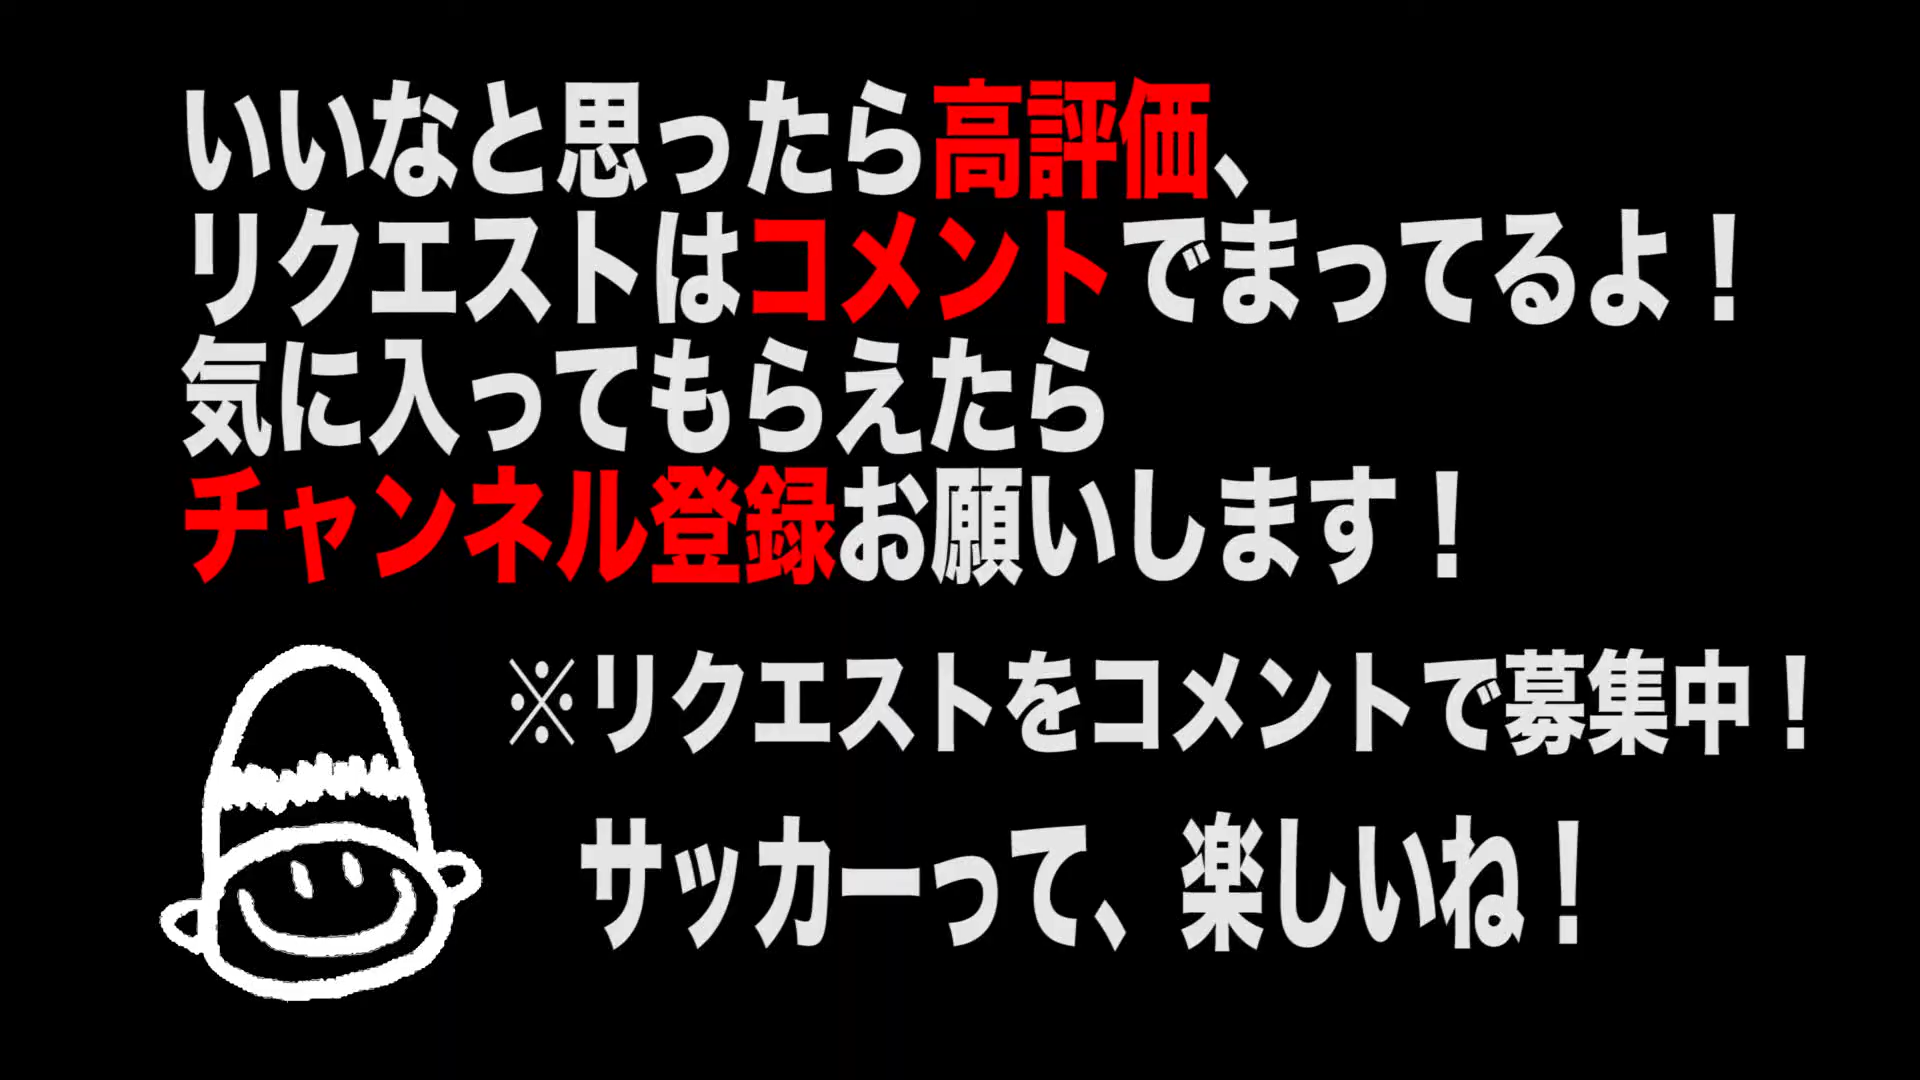 いいなと思ったら高評価、
リクエストはコメントでまってるよ！
気に入ってもらえたら
チャンネル登録お願いします！
※リクエストをコメントで募集中！
サッカーって、楽しいね！